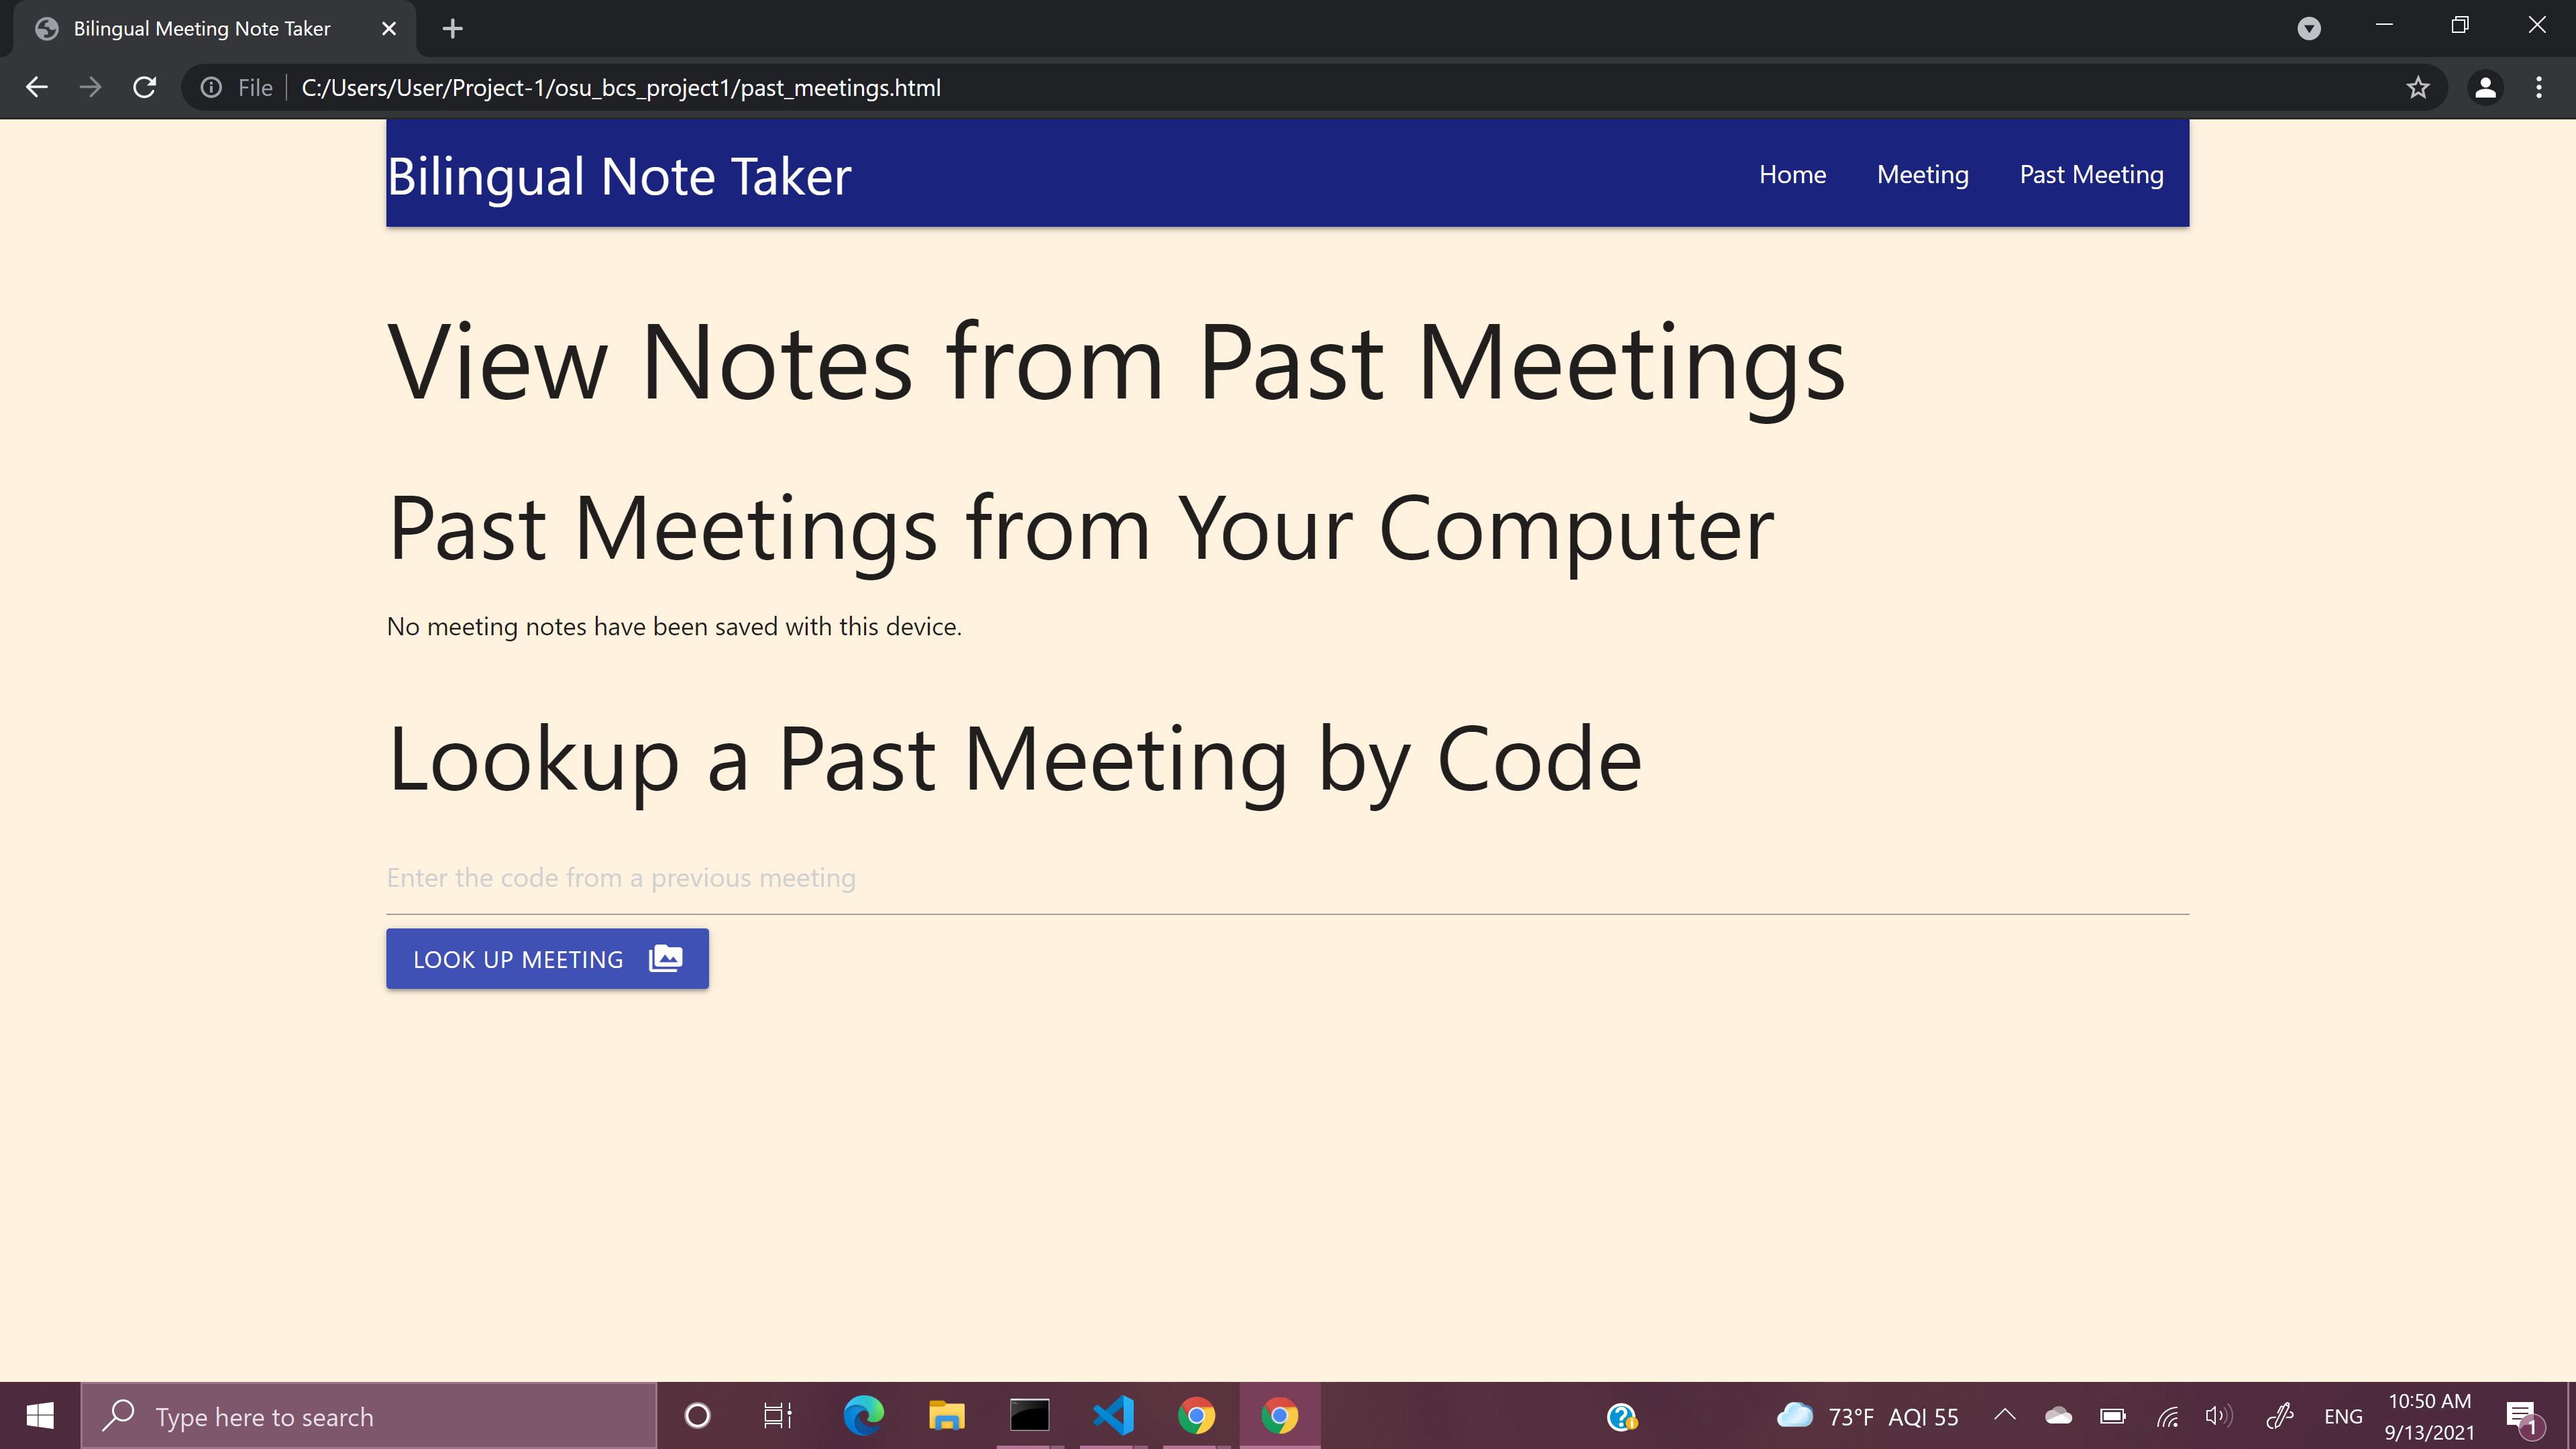 Bilingual Meeting Note Taker
File C:/Users/User/Project-1/osu_bcs_project1/past_meetings.html
Bilingual Note Taker Home Meeting Past Meeting
View Notes from Past Meetings
Past Meetings from Your Computer
No meeting notes have been saved with this device.
Lookup a Past Meeting by Code
Enter the code from a previous meeting
LOOK UP MEETING
Type here to search 73°F AQI 55 ENG 10:50 AM
9/13/2021 1